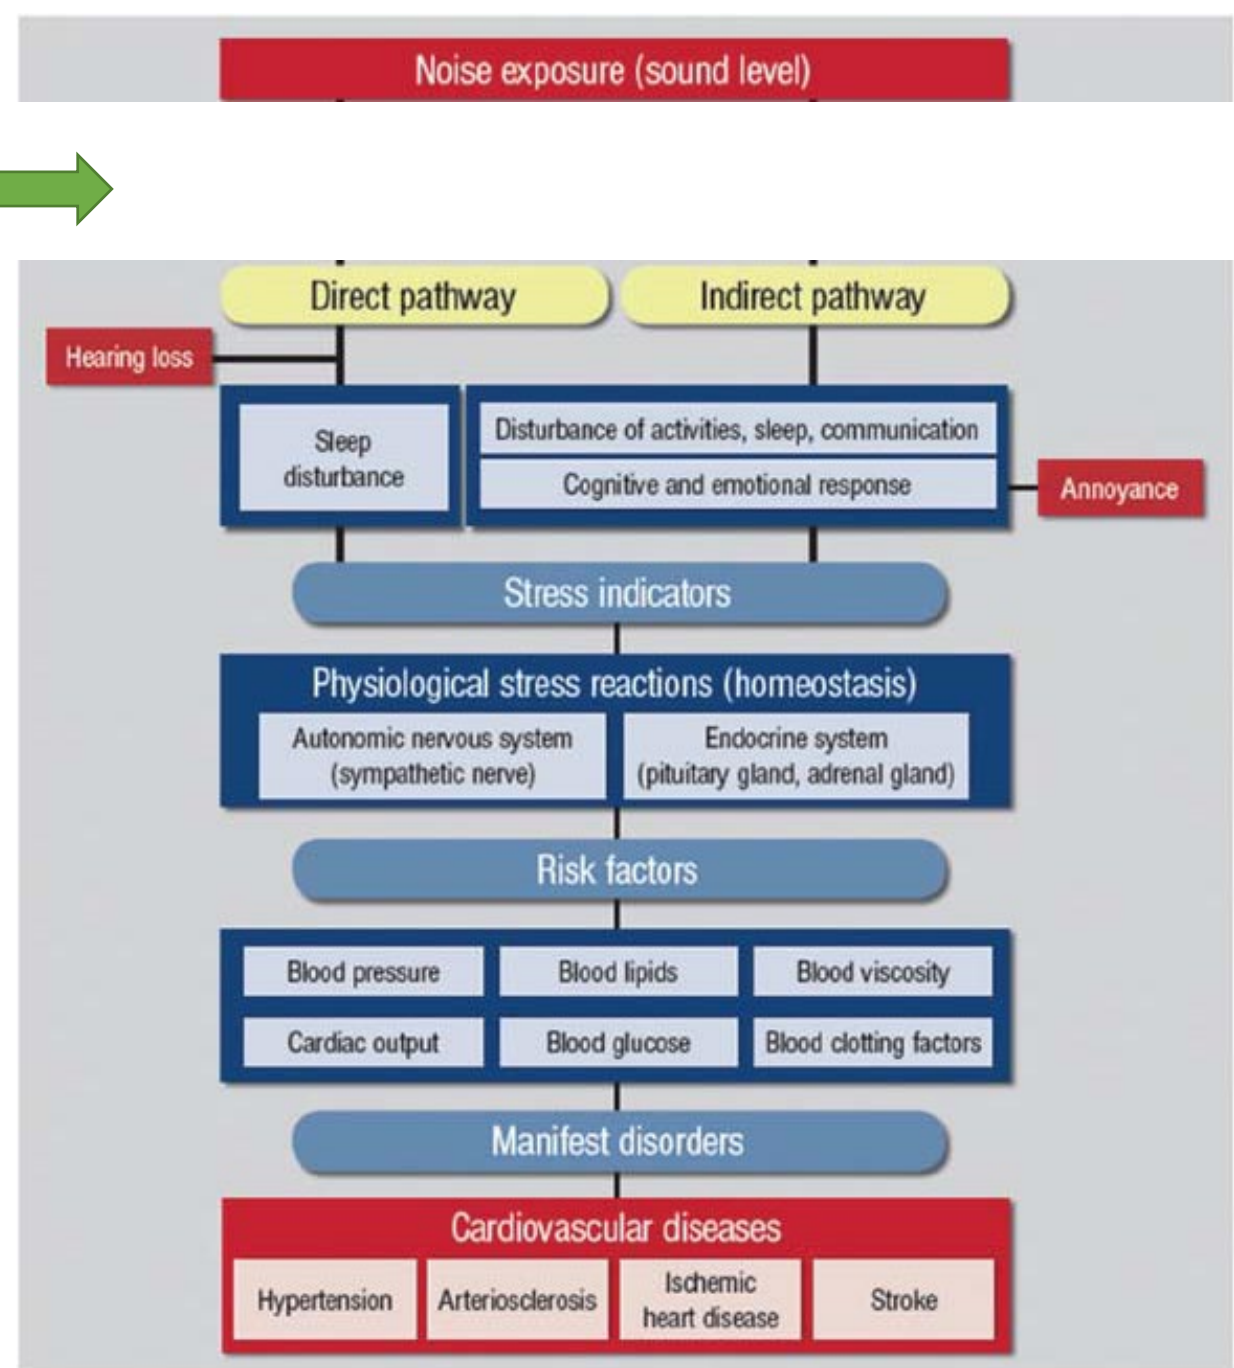 Noise exposure (sound level)
Direct pathway
Indirect pathway
Hearing loss
Sleep
disturbance
Disturbance of activities, sleep, communication
Cognitive and emotional response
Annoyance
Stress indicators
Physiological stress reactions (homeostasis)
Autonomic nervous system
(sympathetic nerve)
Endocrine system
(pituitary gland, adrenal gland)
Risk factors
Blood pressure
Blood lipids
Blood viscosity
Cardiac output
Blood glucose
Blood clotting factors
Manifest disorders
Cardiovascular diseases
Hypertension
Arteriosclerosis
Ischemic
heart disease
Stroke